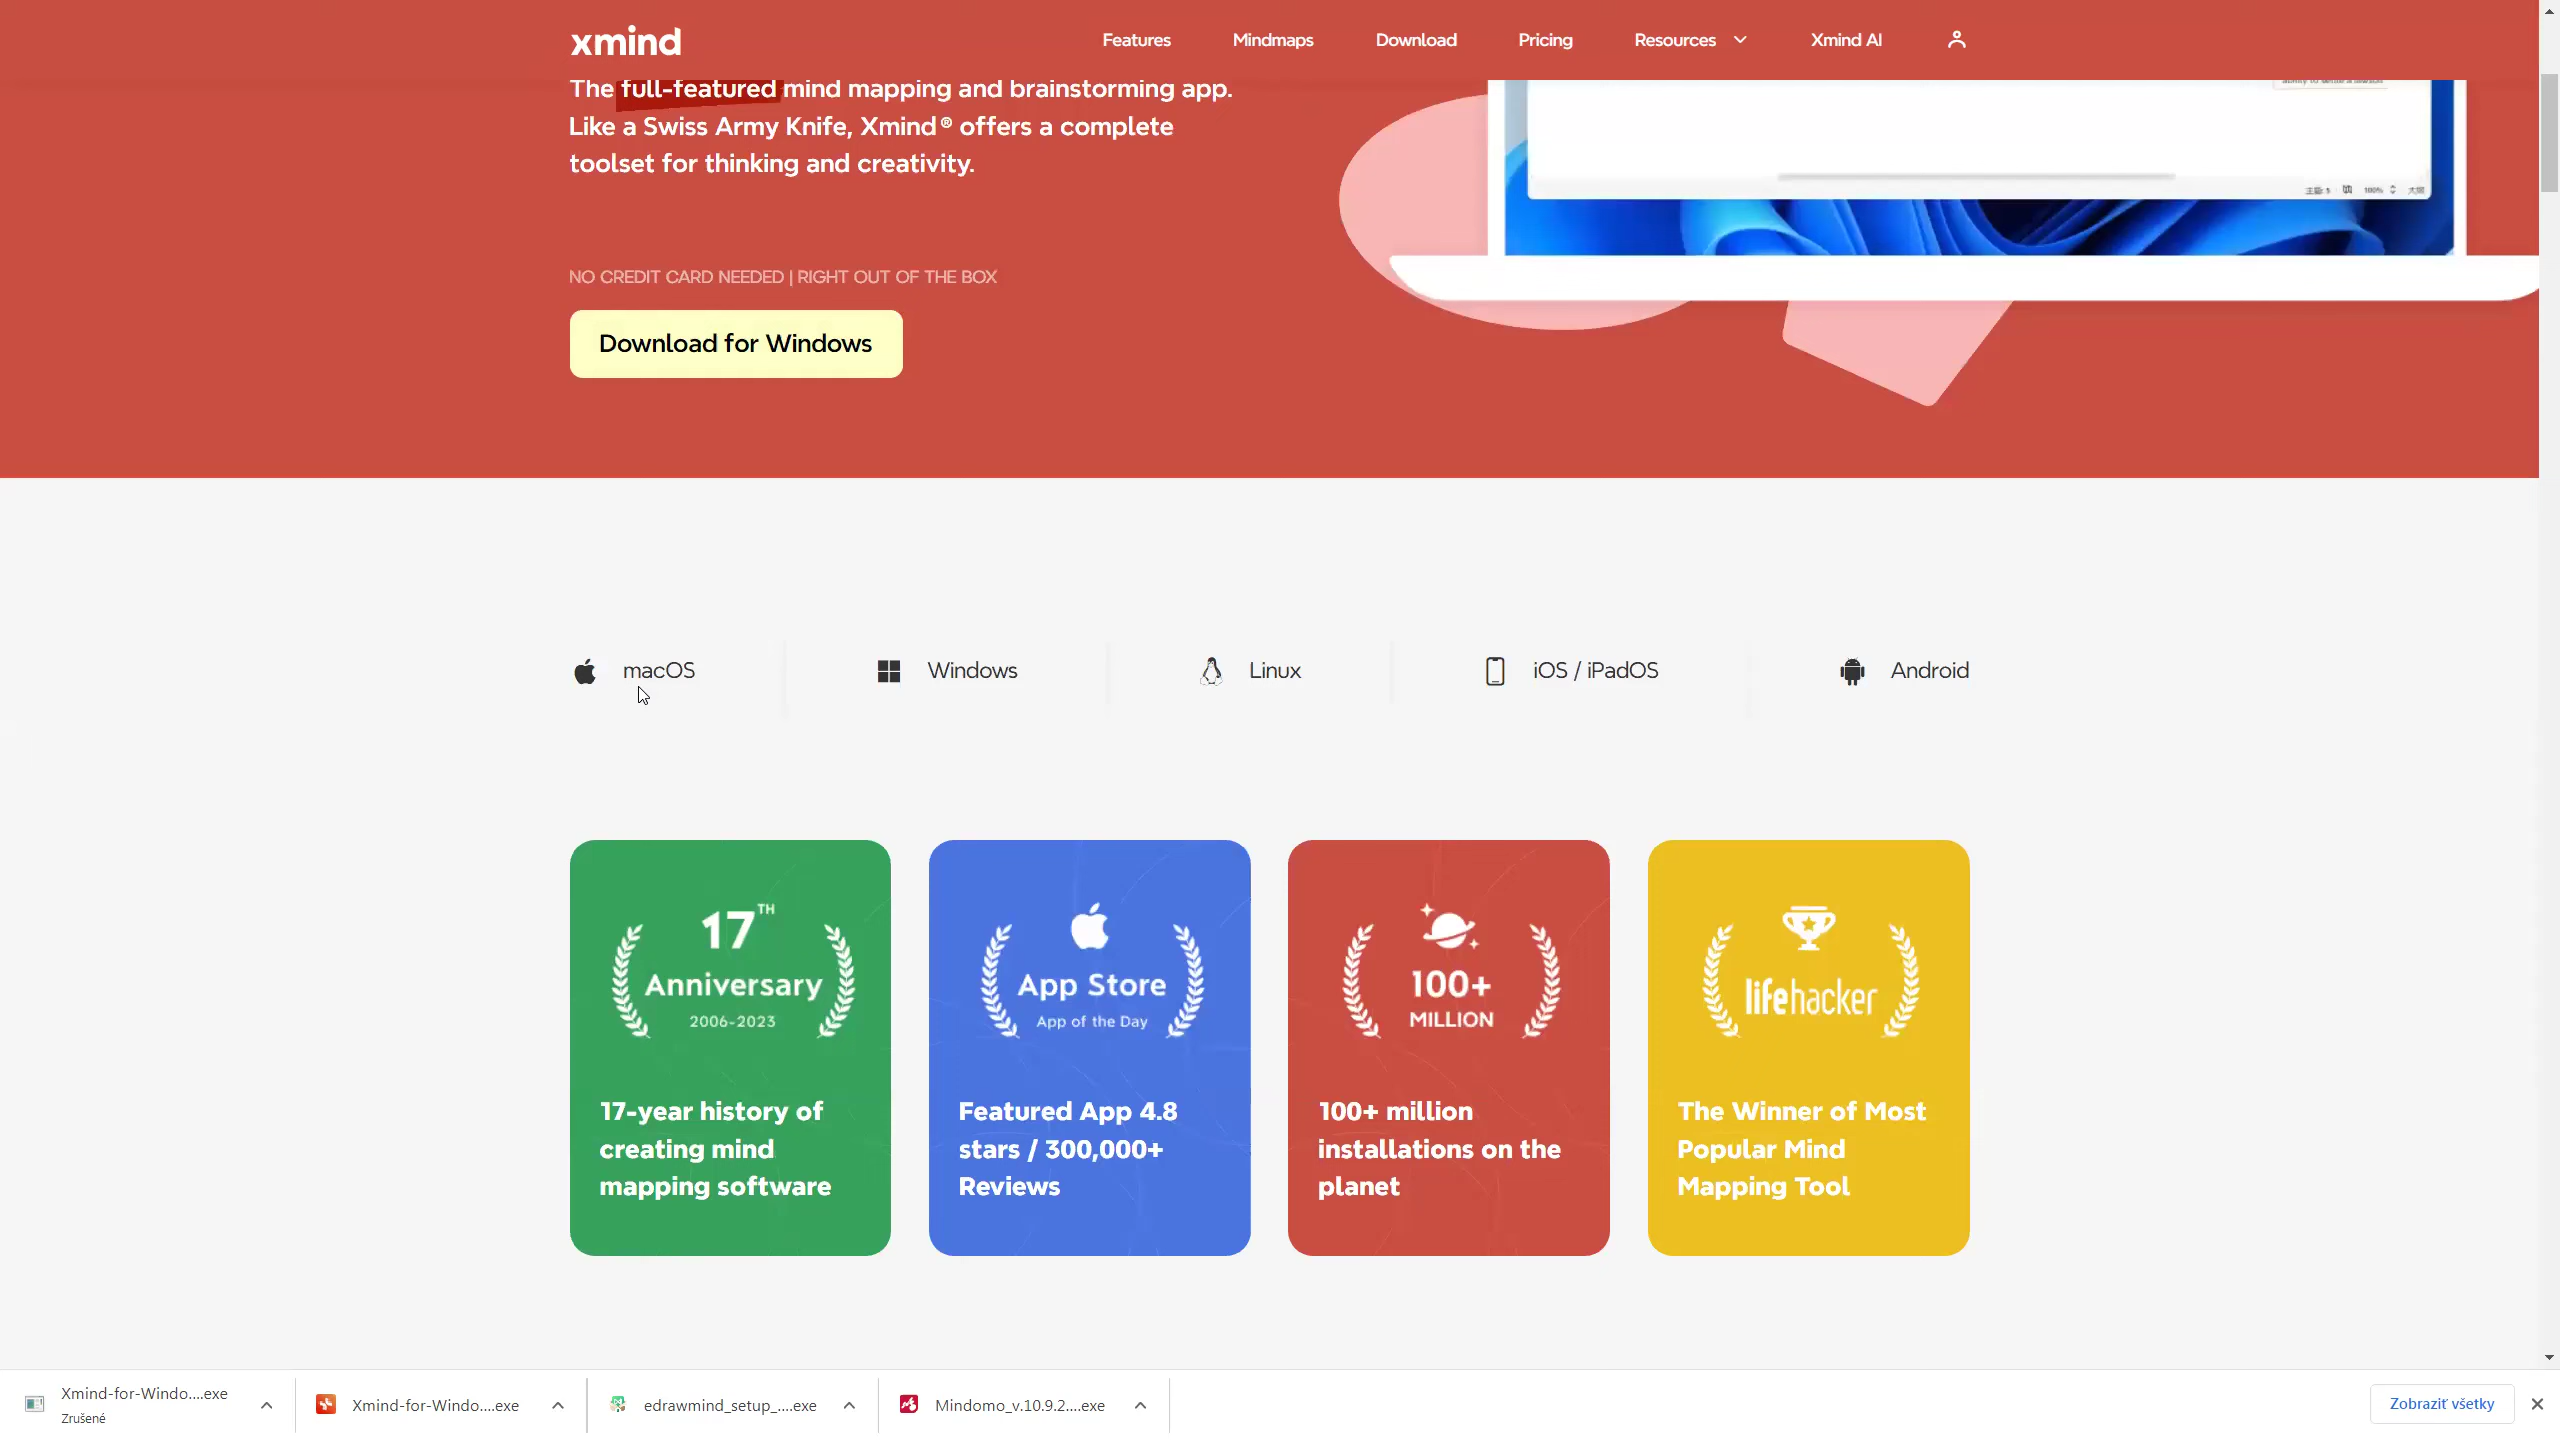 xmind
Features
Mindmaps
Download
Pricing
Resources
Xmind AI
The full-featured mind mapping and brainstorming app.
Like a Swiss Army Knife, Xmind® offers a complete
toolset for thinking and creativity.
100%
NO CREDIT CARD NEEDED | RIGHT OUT OF THE BOX
Download for Windows
macOS
Windows
Linux
iOS / iPadOS
Android
17TH
Anniversary
2006-2023
17-year history of
creating mind
mapping software
App Store
App of the Day
Featured App 4.8
stars / 300,000+
Reviews
100+
MILLION
100+ million
installations on the
planet
lifehacker
The Winner of Most
Popular Mind
Mapping Tool
Xmind-for-Windo....exe
Zrušené
Xmind-for-Windo....exe
edrawmind_setup_....exe
Mindomo_v.10.9.2....exe
Zobraziť všetky